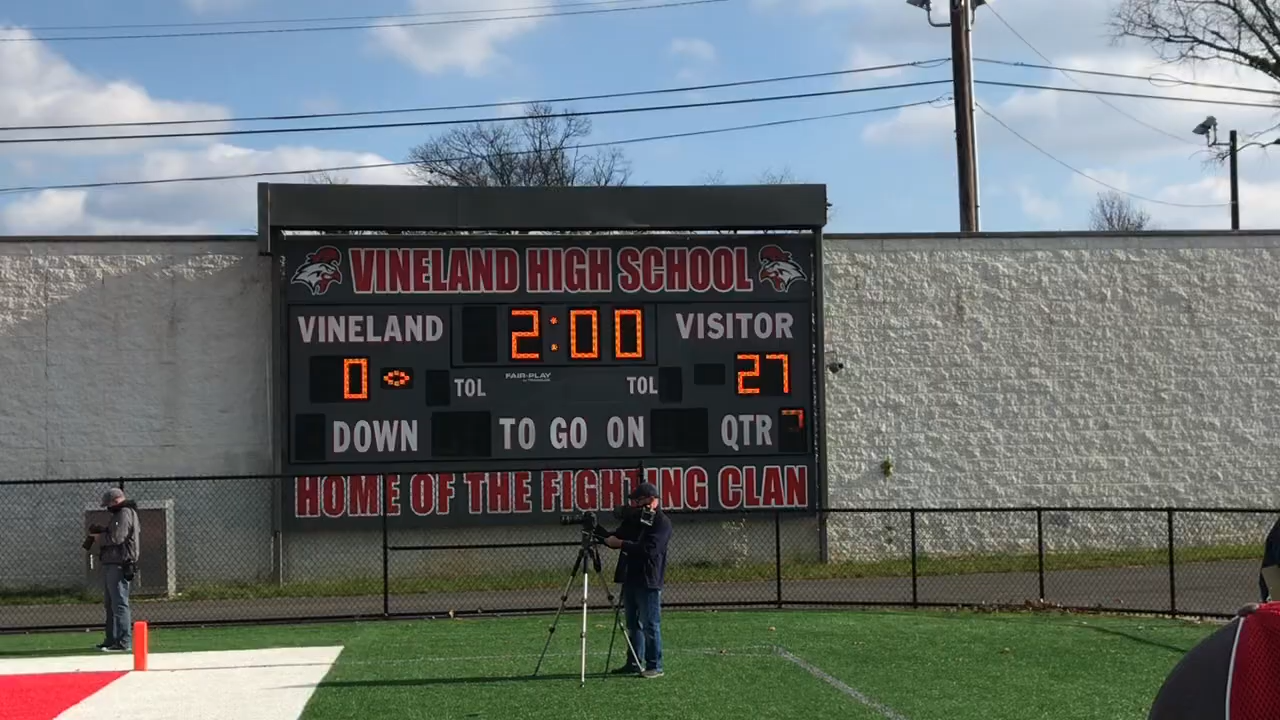 VINELAND HIGH SCHOOL
VINELAND 2:00 VISITOR
0 TOL FAIR-PLAY TOL 27
DOWN TO GO ON QTR 7
HOME OF THE FIGHTING CLAN